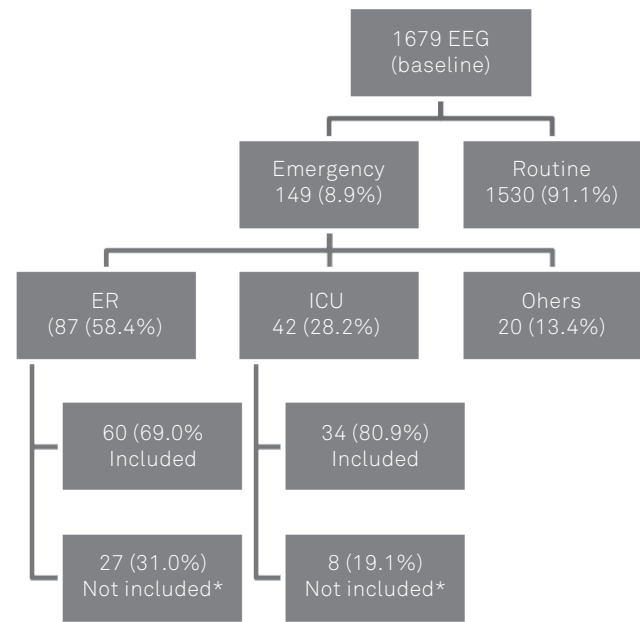 1679 EEG
(baseline)
Emergency
149 (8.9%)
Routine
1530 (91.1%)
ER
(87 (58.4%)
ICU
42 (28.2%)
Ohers
20 (13.4%)
60 (69.0%
Included
34 (80.9%)
Included
27 (31.0%)
Not included*
8 (19.1%)
Not included*